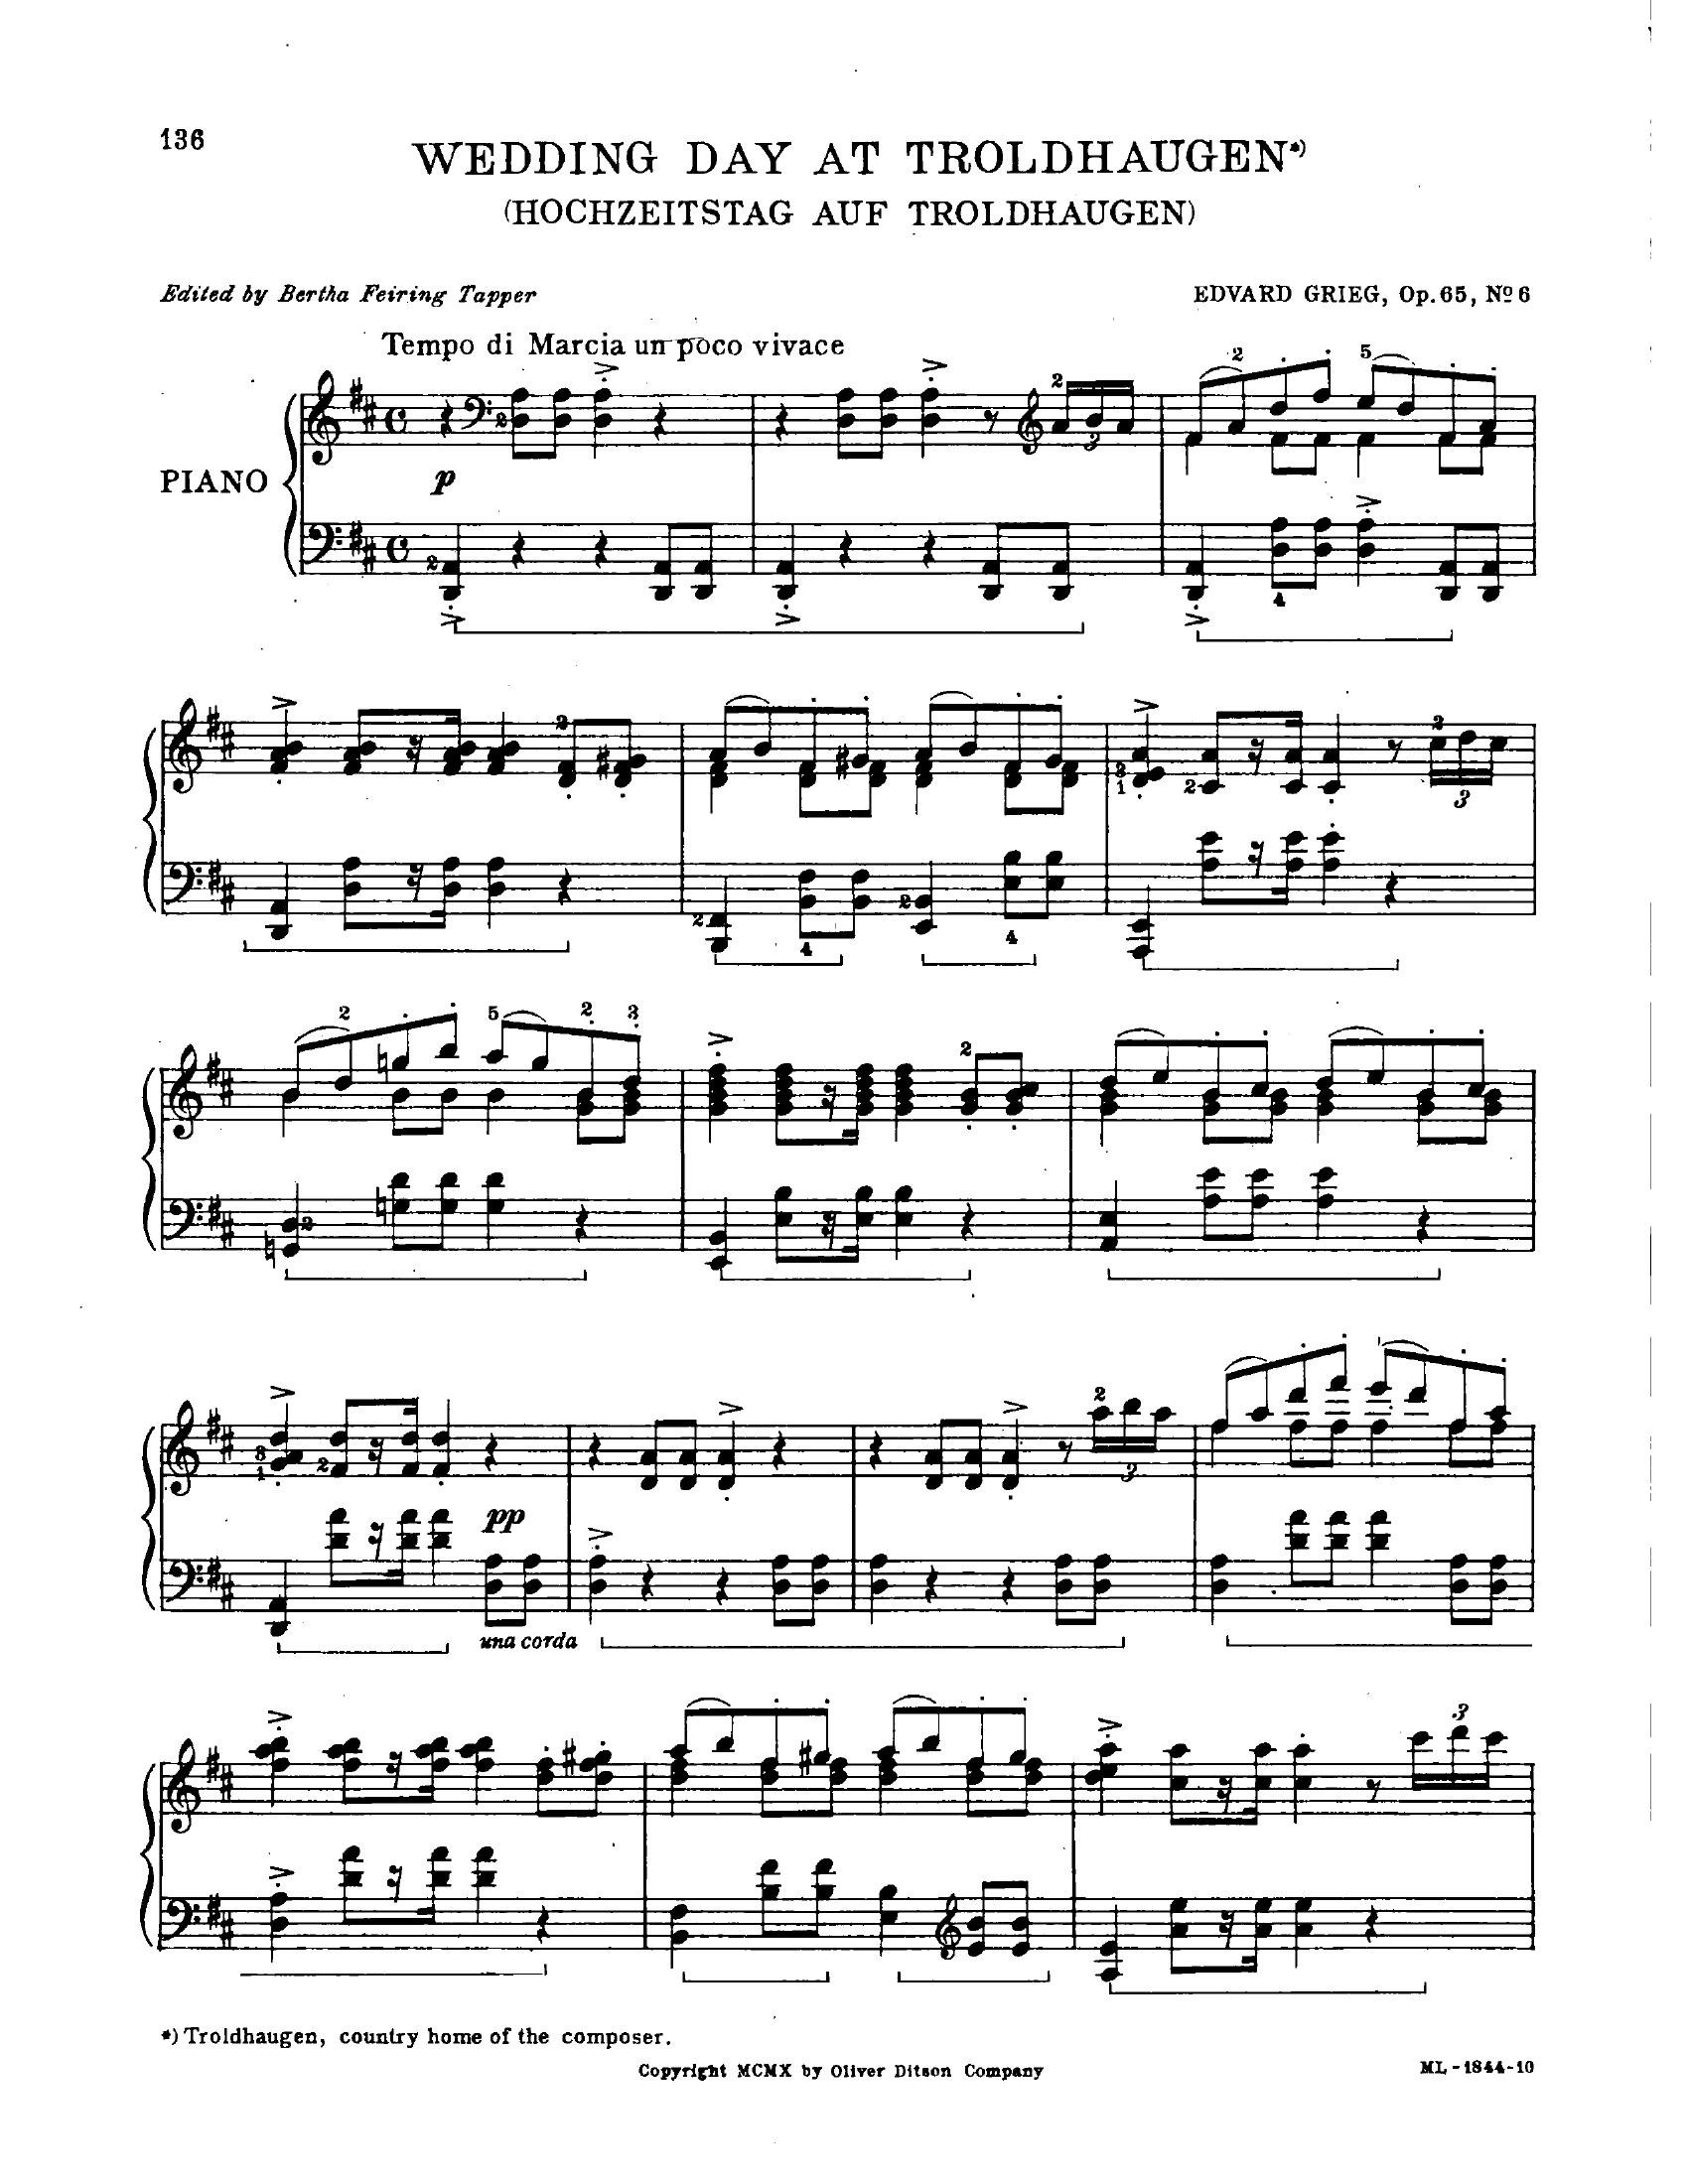 136
WEDDING DAY AT TROLDHAUGEN*)
(HOCHZEITSTAG AUF TROLDHAUGEN)
Edited by Bertha Feiring Tapper
EDVARD GRIEG, Op. 65, No 6
Tempo di Marcia un poco vivace
PIANO
p
pp
una corda
*) Troldhaugen, country home of the composer.
Copyright MCMX by Oliver Ditson Company
ML-1844-10